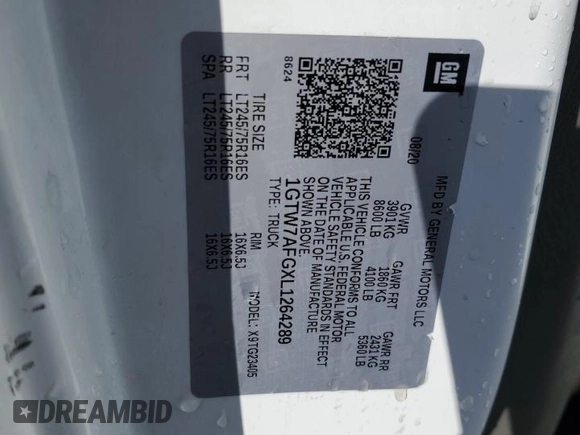 GM
MFD BY GENERAL MOTORS LLC
08/20
GVWR
3901 KG
8600 LB
GAWR FRT
1860 KG
4100 LB
GAWR RR
2431 KG
5360 LB
THIS VEHICLE CONFORMS TO ALL
APPLICABLE U.S. FEDERAL MOTOR
VEHICLE SAFETY STANDARDS IN EFFECT
ON THE DATE OF MANUFACTURE
SHOWN ABOVE.
1GTW7AFGXL1264289
TYPE: TRUCK
MODEL: X9TG23405
8624
TIRE SIZE
RIM
FRT LT245/75R16ES 16X6.5J
RR LT245/75R16ES 16X6.5J
SPA LT245/75R16ES 16X6.5J
DREAMBID